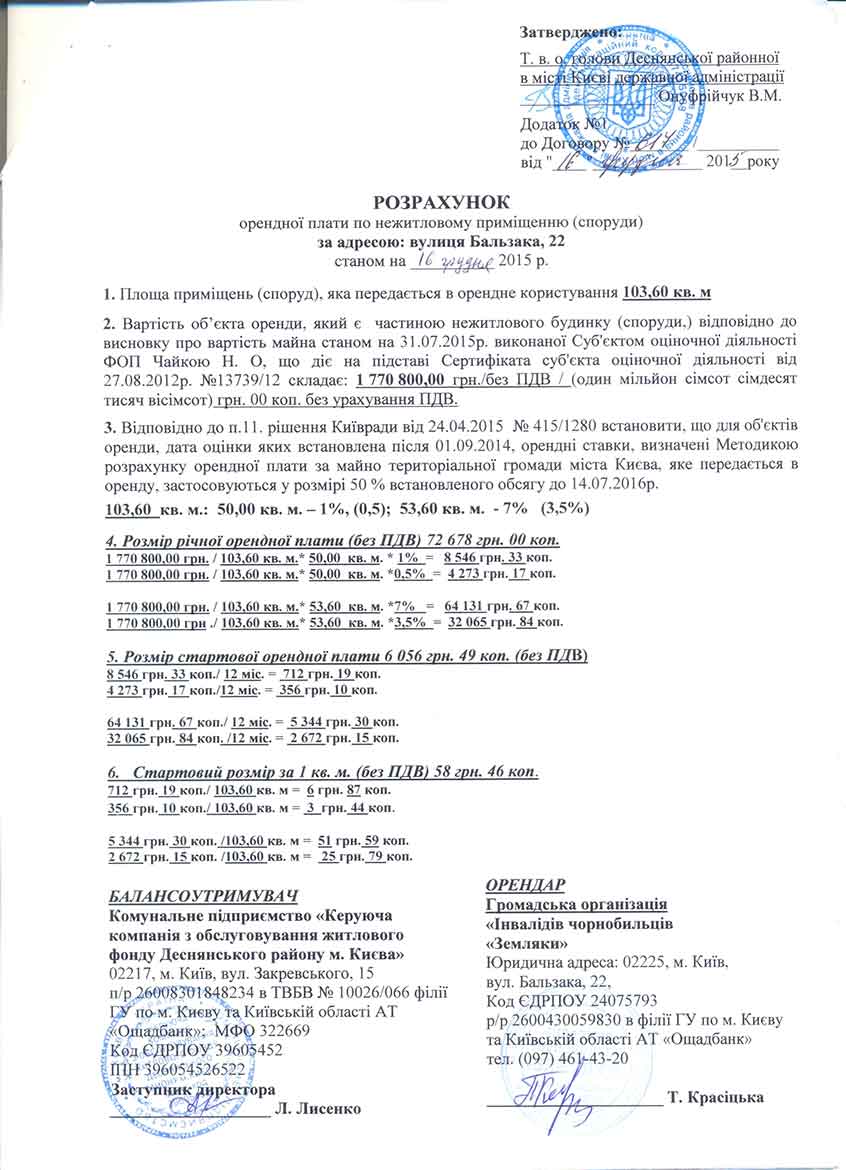 Затверджено:
Т. в. о. голови Деснянської районної
в місті Києві державної адміністрації
Онуфрійчук В.М.
Додаток №1
до Договору № 814
від "16 грудня 2015 року
РОЗРАХУНОК
орендної плати по нежитловому приміщенню (споруди)
за адресою: вулиця Бальзака, 22
станом на 16 грудня 2015 р.
1. Площа приміщень (споруд), яка передається в орендне користування 103,60 кв. м
2. Вартість об’єкта оренди, який є частиною нежитлового будинку (споруди,) відповідно до
висновку про вартість майна станом на 31.07.2015р. виконаної Суб'єктом оціночної діяльності
ФОП Чайкою Н. О, що діє на підставі Сертифіката суб'єкта оціночної діяльності від
27.08.2012р. №13739/12 складає: 1 770 800,00 грн./без ПДВ / (один мільйон сімсот сімдесят
тисяч вісімсот) грн. 00 коп. без урахування ПДВ.
3. Відповідно до п.11. рішення Київради від 24.04.2015 № 415/1280 встановити, що для об'єктів
оренди, дата оцінки яких встановлена після 01.09.2014, орендні ставки, визначені Методикою
розрахунку орендної плати за майно територіальної громади міста Києва, яке передається в
оренду, застосовуються у розмірі 50 % встановленого обсягу до 14.07.2016р.
103,60 кв. м.: 50,00 кв. м. – 1%, (0,5); 53,60 кв. м. - 7% (3,5%)
4. Розмір річної орендної плати (без ПДВ) 72 678 грн. 00 коп.
1 770 800,00 грн. / 103,60 кв. м.* 50,00 кв. м. * 1% = 8 546 грн. 33 коп.
1 770 800,00 грн. / 103,60 кв. м.* 50,00 кв. м. *0,5% = 4 273 грн. 17 коп.
1 770 800,00 грн. / 103,60 кв. м.* 53,60 кв. м. *7% = 64 131 грн. 67 коп.
1 770 800,00 грн ./ 103,60 кв. м.* 53,60 кв. м. *3,5% = 32 065 грн. 84 коп.
5. Розмір стартової орендної плати 6 056 грн. 49 коп. (без ПДВ)
8 546 грн. 33 коп./ 12 міс. = 712 грн. 19 коп.
4 273 грн. 17 коп./12 міс. = 356 грн. 10 коп.
64 131 грн. 67 коп./ 12 міс. = 5 344 грн. 30 коп.
32 065 грн. 84 коп. /12 міс. = 2 672 грн. 15 коп.
6. Стартовий розмір за 1 кв. м. (без ПДВ) 58 грн. 46 коп.
712 грн. 19 коп./ 103,60 кв. м = 6 грн. 87 коп.
356 грн. 10 коп./ 103,60 кв. м = 3 грн. 44 коп.
5 344 грн. 30 коп. /103,60 кв. м = 51 грн. 59 коп.
2 672 грн. 15 коп. /103,60 кв. м = 25 грн. 79 коп.
БАЛАНСОУТРИМУВАЧ
Комунальне підприємство «Керуюча
компанія з обслуговування житлового
фонду Деснянського району м. Києва»
02217, м. Київ, вул. Закревського, 15
п/р 26008301848234 в ТВБВ № 10026/066 філії
ГУ по м. Києву та Київській області АТ
«Ощадбанк»; МФО 322669
Код ЄДРПОУ 39605452
ІПН 396054526522
Заступник директора
Л. Лисенко
ОРЕНДАР
Громадська організація
«Інвалідів чорнобильців
«Земляки»
Юридична адреса: 02225, м. Київ,
вул. Бальзака, 22,
Код ЄДРПОУ 24075793
р/р 2600430059830 в філії ГУ по м. Києву
та Київській області АТ «Ощадбанк»
тел. (097) 461-43-20
Т. Красіцька